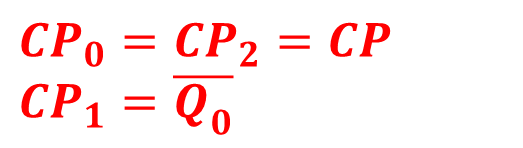 CP₀ = CP₂ = CP
CP₁ = Q̅₀